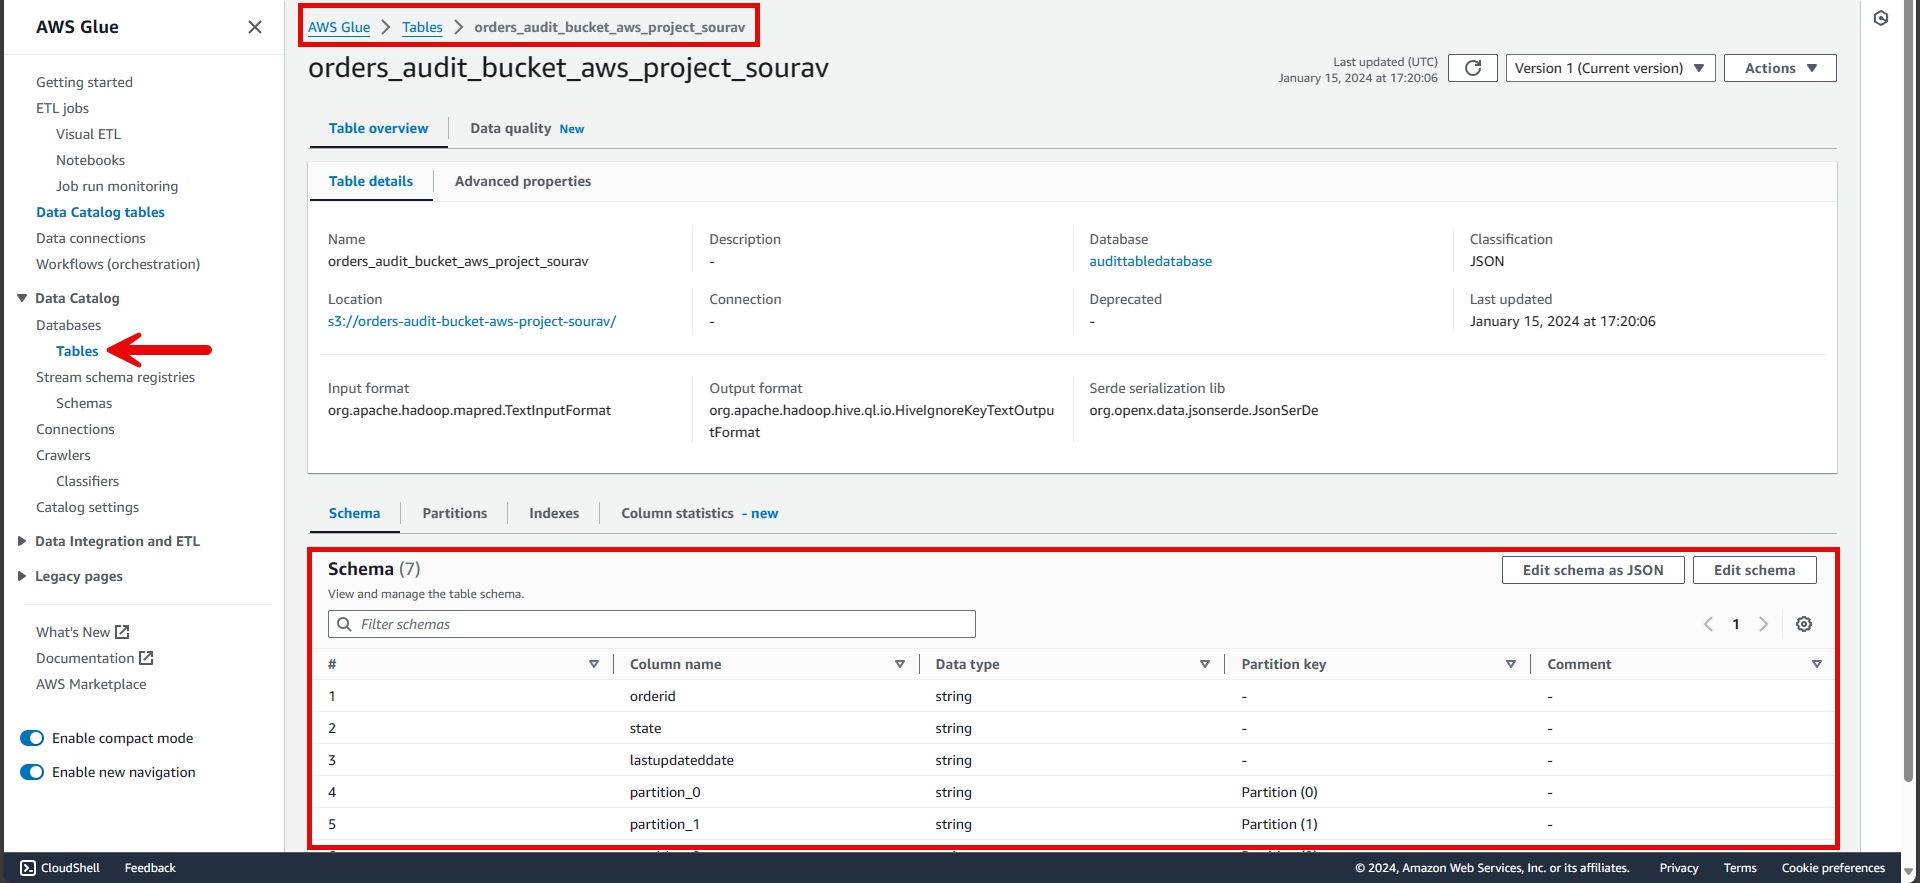 AWS Glue
Getting started
ETL jobs
Visual ETL
Notebooks
Job run monitoring
Data Catalog tables
Data connections
Workflows (orchestration)
Data Catalog
Databases
Tables
Stream schema registries
Schemas
Connections
Crawlers
Classifiers
Catalog settings
Data Integration and ETL
Legacy pages
What's New
Documentation
AWS Marketplace
Enable compact mode
Enable new navigation
AWS Glue > Tables > orders_audit_bucket_aws_project_sourav
orders_audit_bucket_aws_project_sourav
Last updated (UTC)
January 15, 2024 at 17:20:06
Version 1 (Current version)
Actions
Table overview Data quality New
Table details Advanced properties
Name Description Database Classification
orders_audit_bucket_aws_project_sourav - audittabledatabase JSON
Location Connection Deprecated Last updated
s3://orders-audit-bucket-aws-project-sourav/ - - January 15, 2024 at 17:20:06
Input format Output format Serde serialization lib
org.apache.hadoop.mapred.TextInputFormat org.apache.hadoop.hive.ql.io.HiveIgnoreKeyTextOutpu org.openx.data.jsonserde.JsonSerDe
tFormat
Schema Partitions Indexes Column statistics - new
Schema (7)
Edit schema as JSON Edit schema
View and manage the table schema.
Filter schemas
1
# Column name Data type Partition key Comment
1 orderid string - -
2 state string - -
3 lastupdateddate string - -
4 partition_0 string Partition (0) -
5 partition_1 string Partition (1) -
CloudShell Feedback © 2024, Amazon Web Services, Inc. or its affiliates. Privacy Terms Cookie preferences